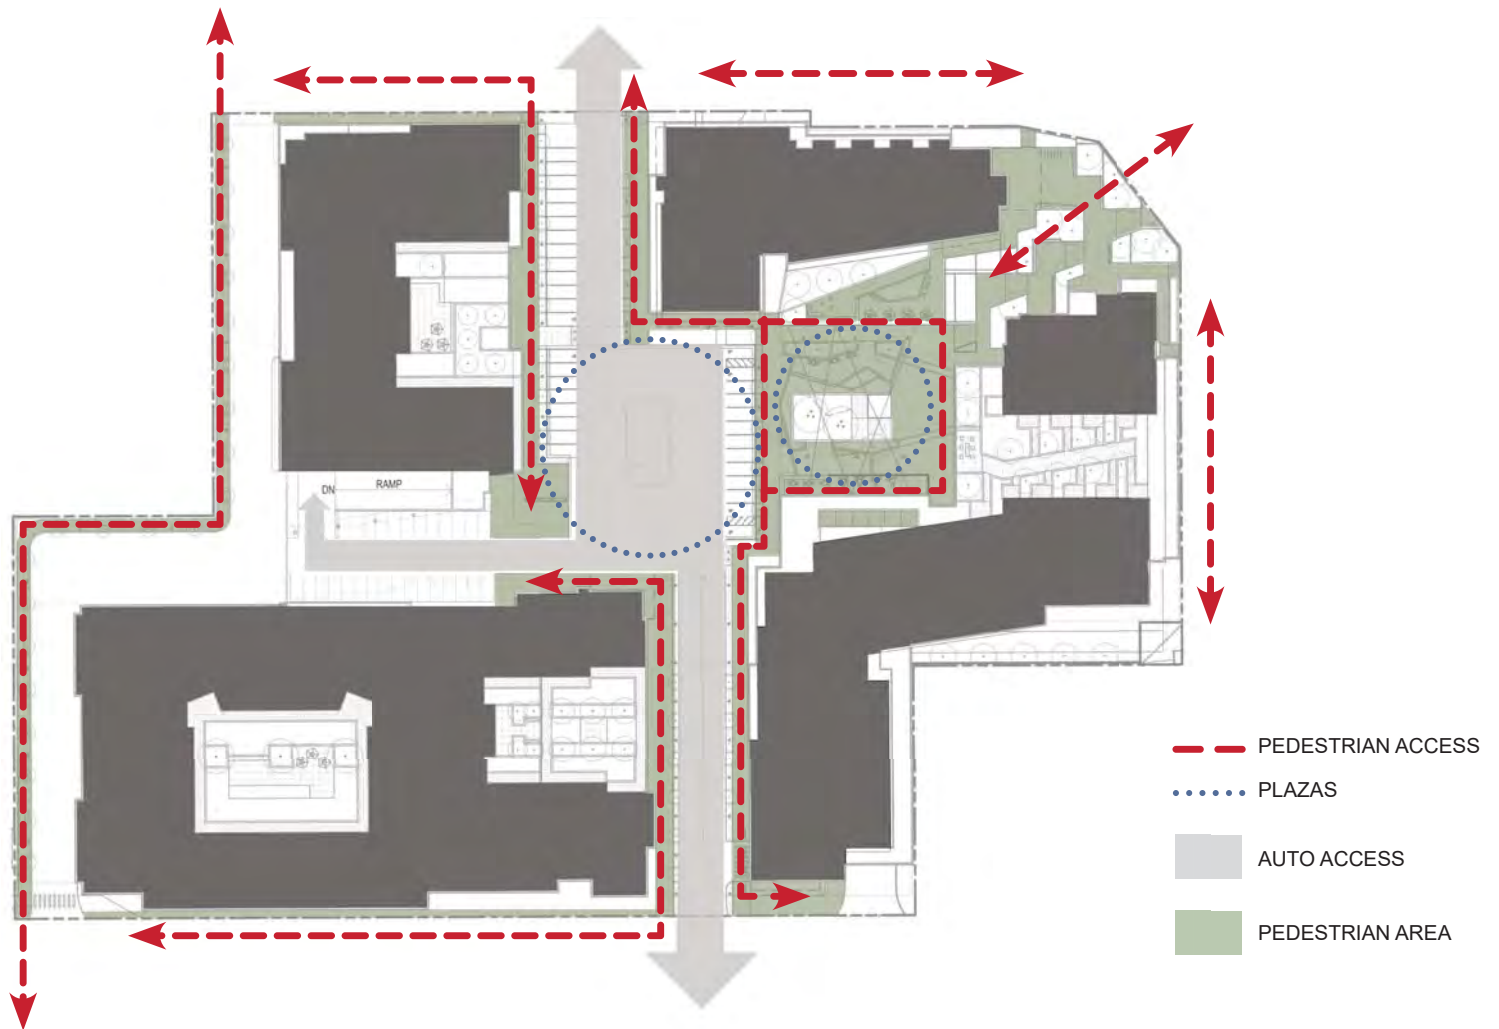 DN
RAMP
PEDESTRIAN ACCESS
PLAZAS
AUTO ACCESS
PEDESTRIAN AREA